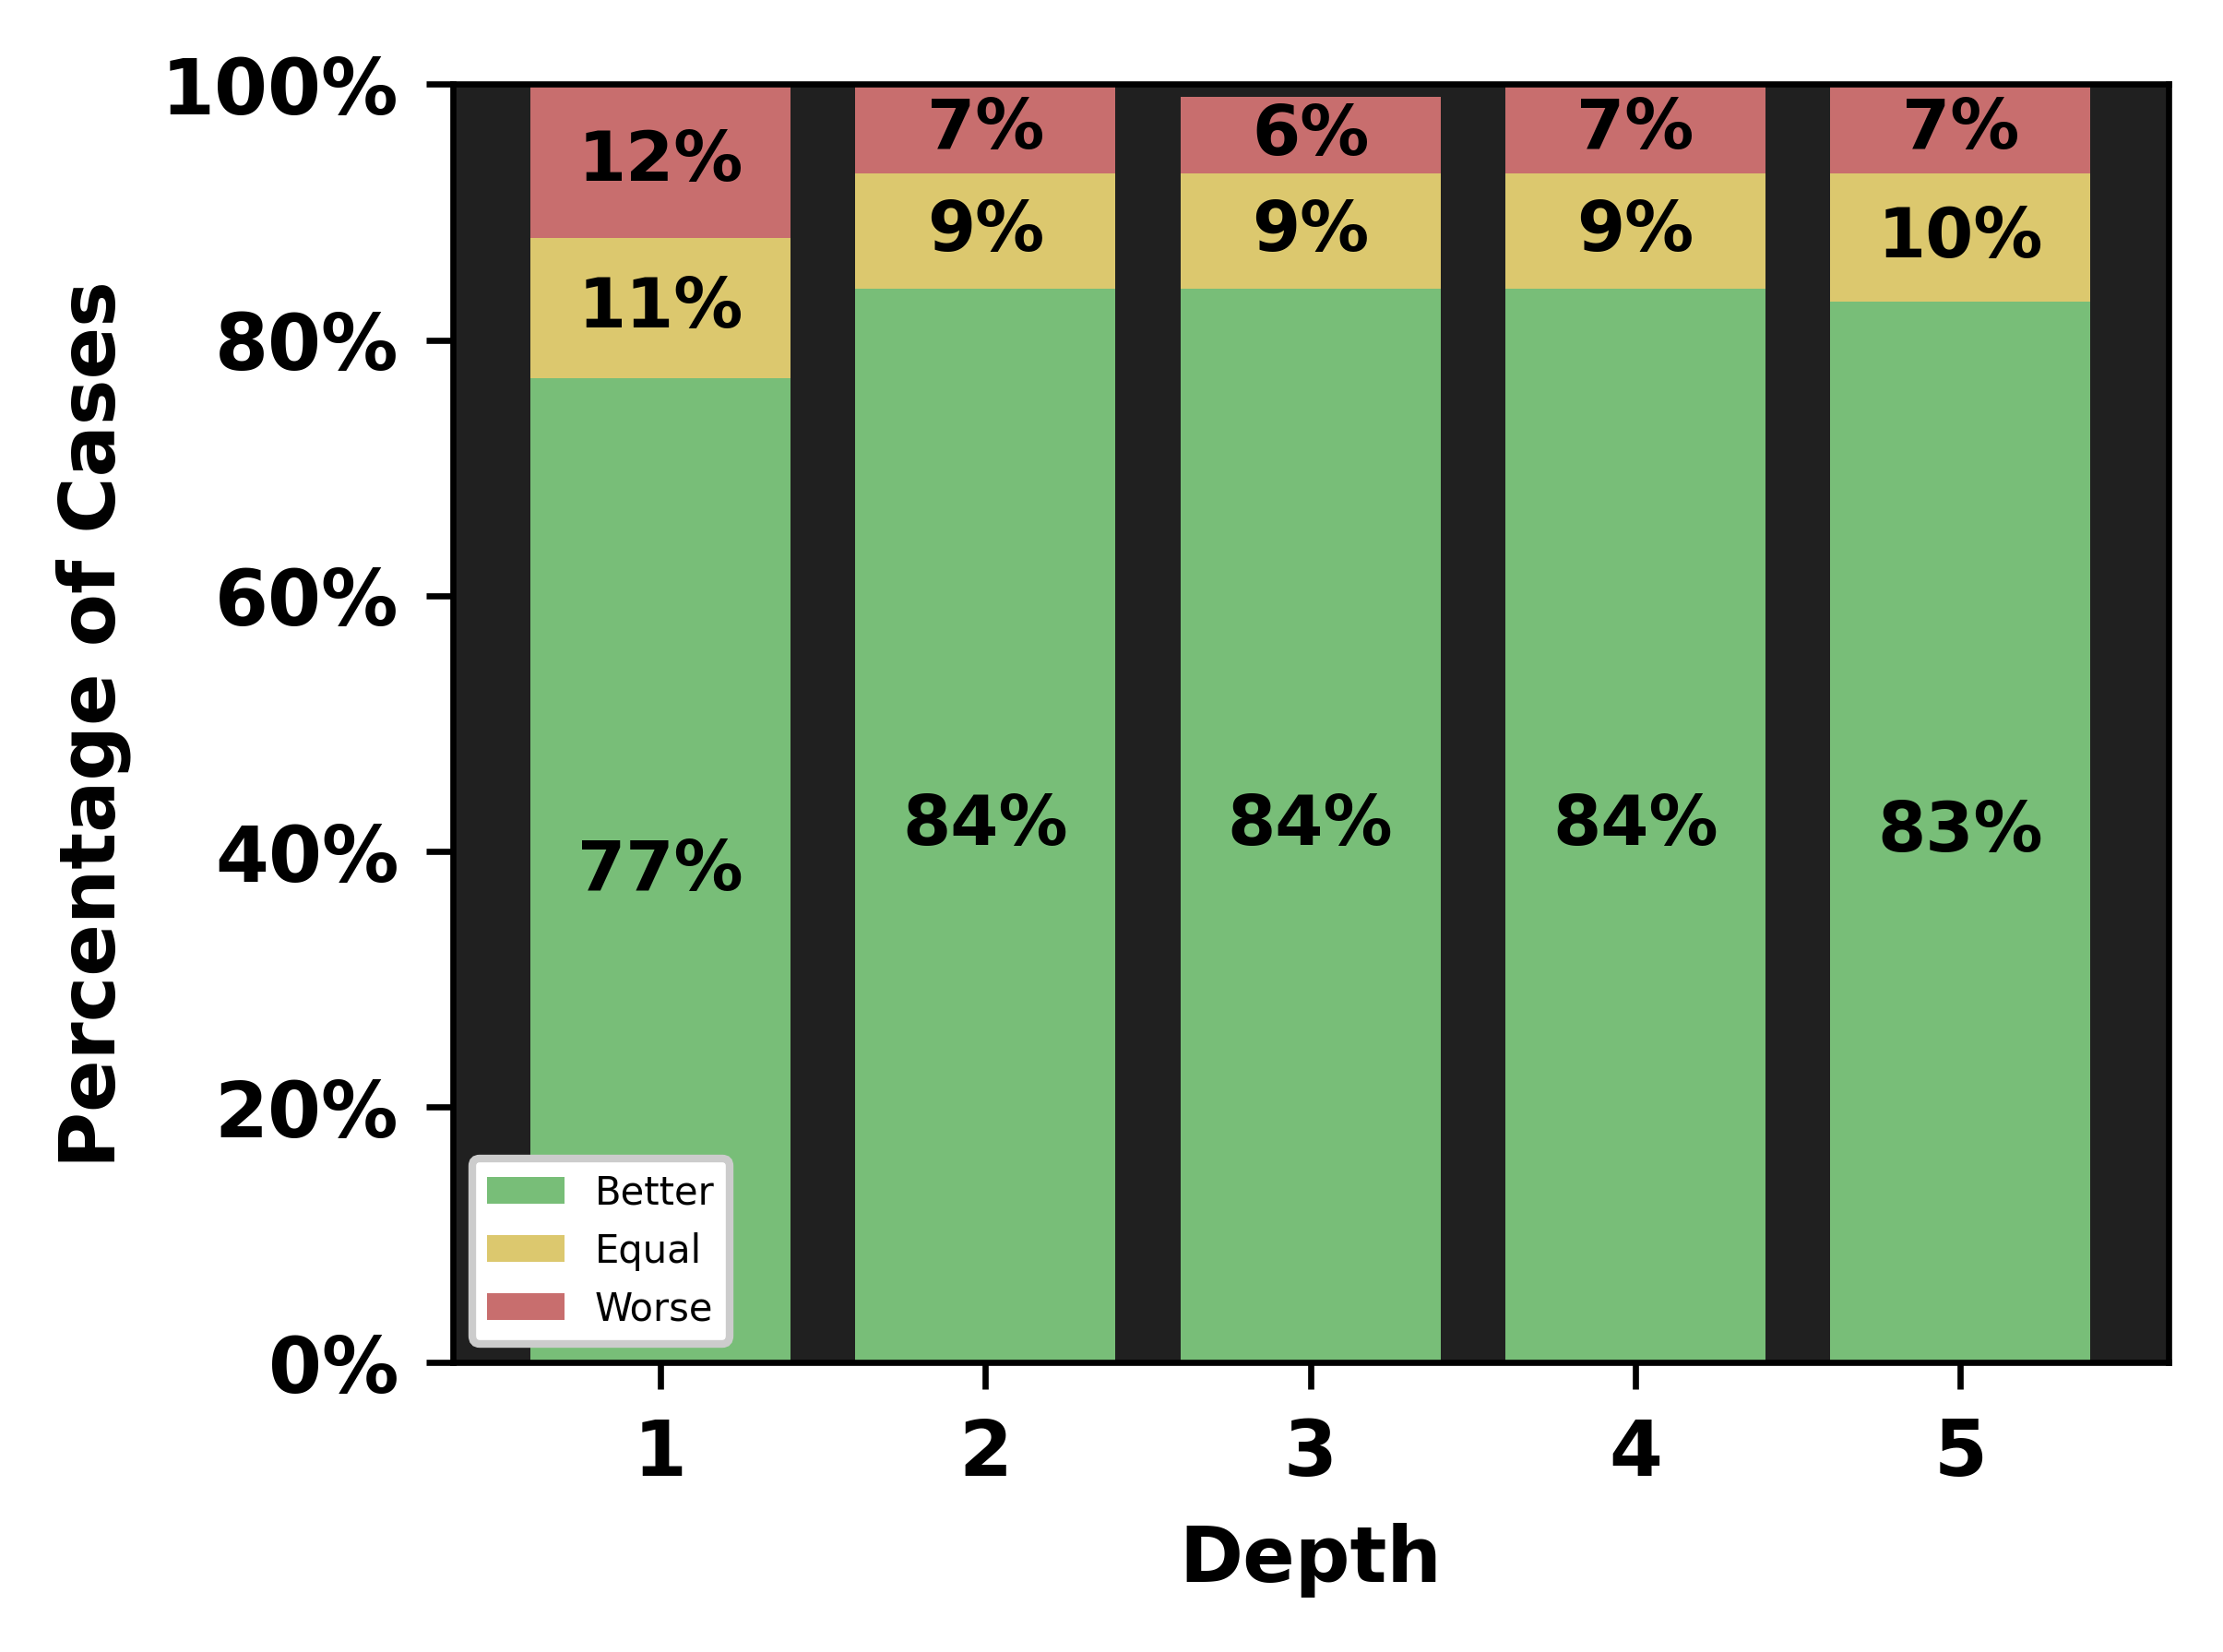 Percentage of Cases
100%
80%
60%
40%
20%
0%
12% 7% 6% 7% 7%
11% 9% 9% 9% 10%
77% 84% 84% 84% 83%
Better
Equal
Worse
1 2 3 4 5
Depth